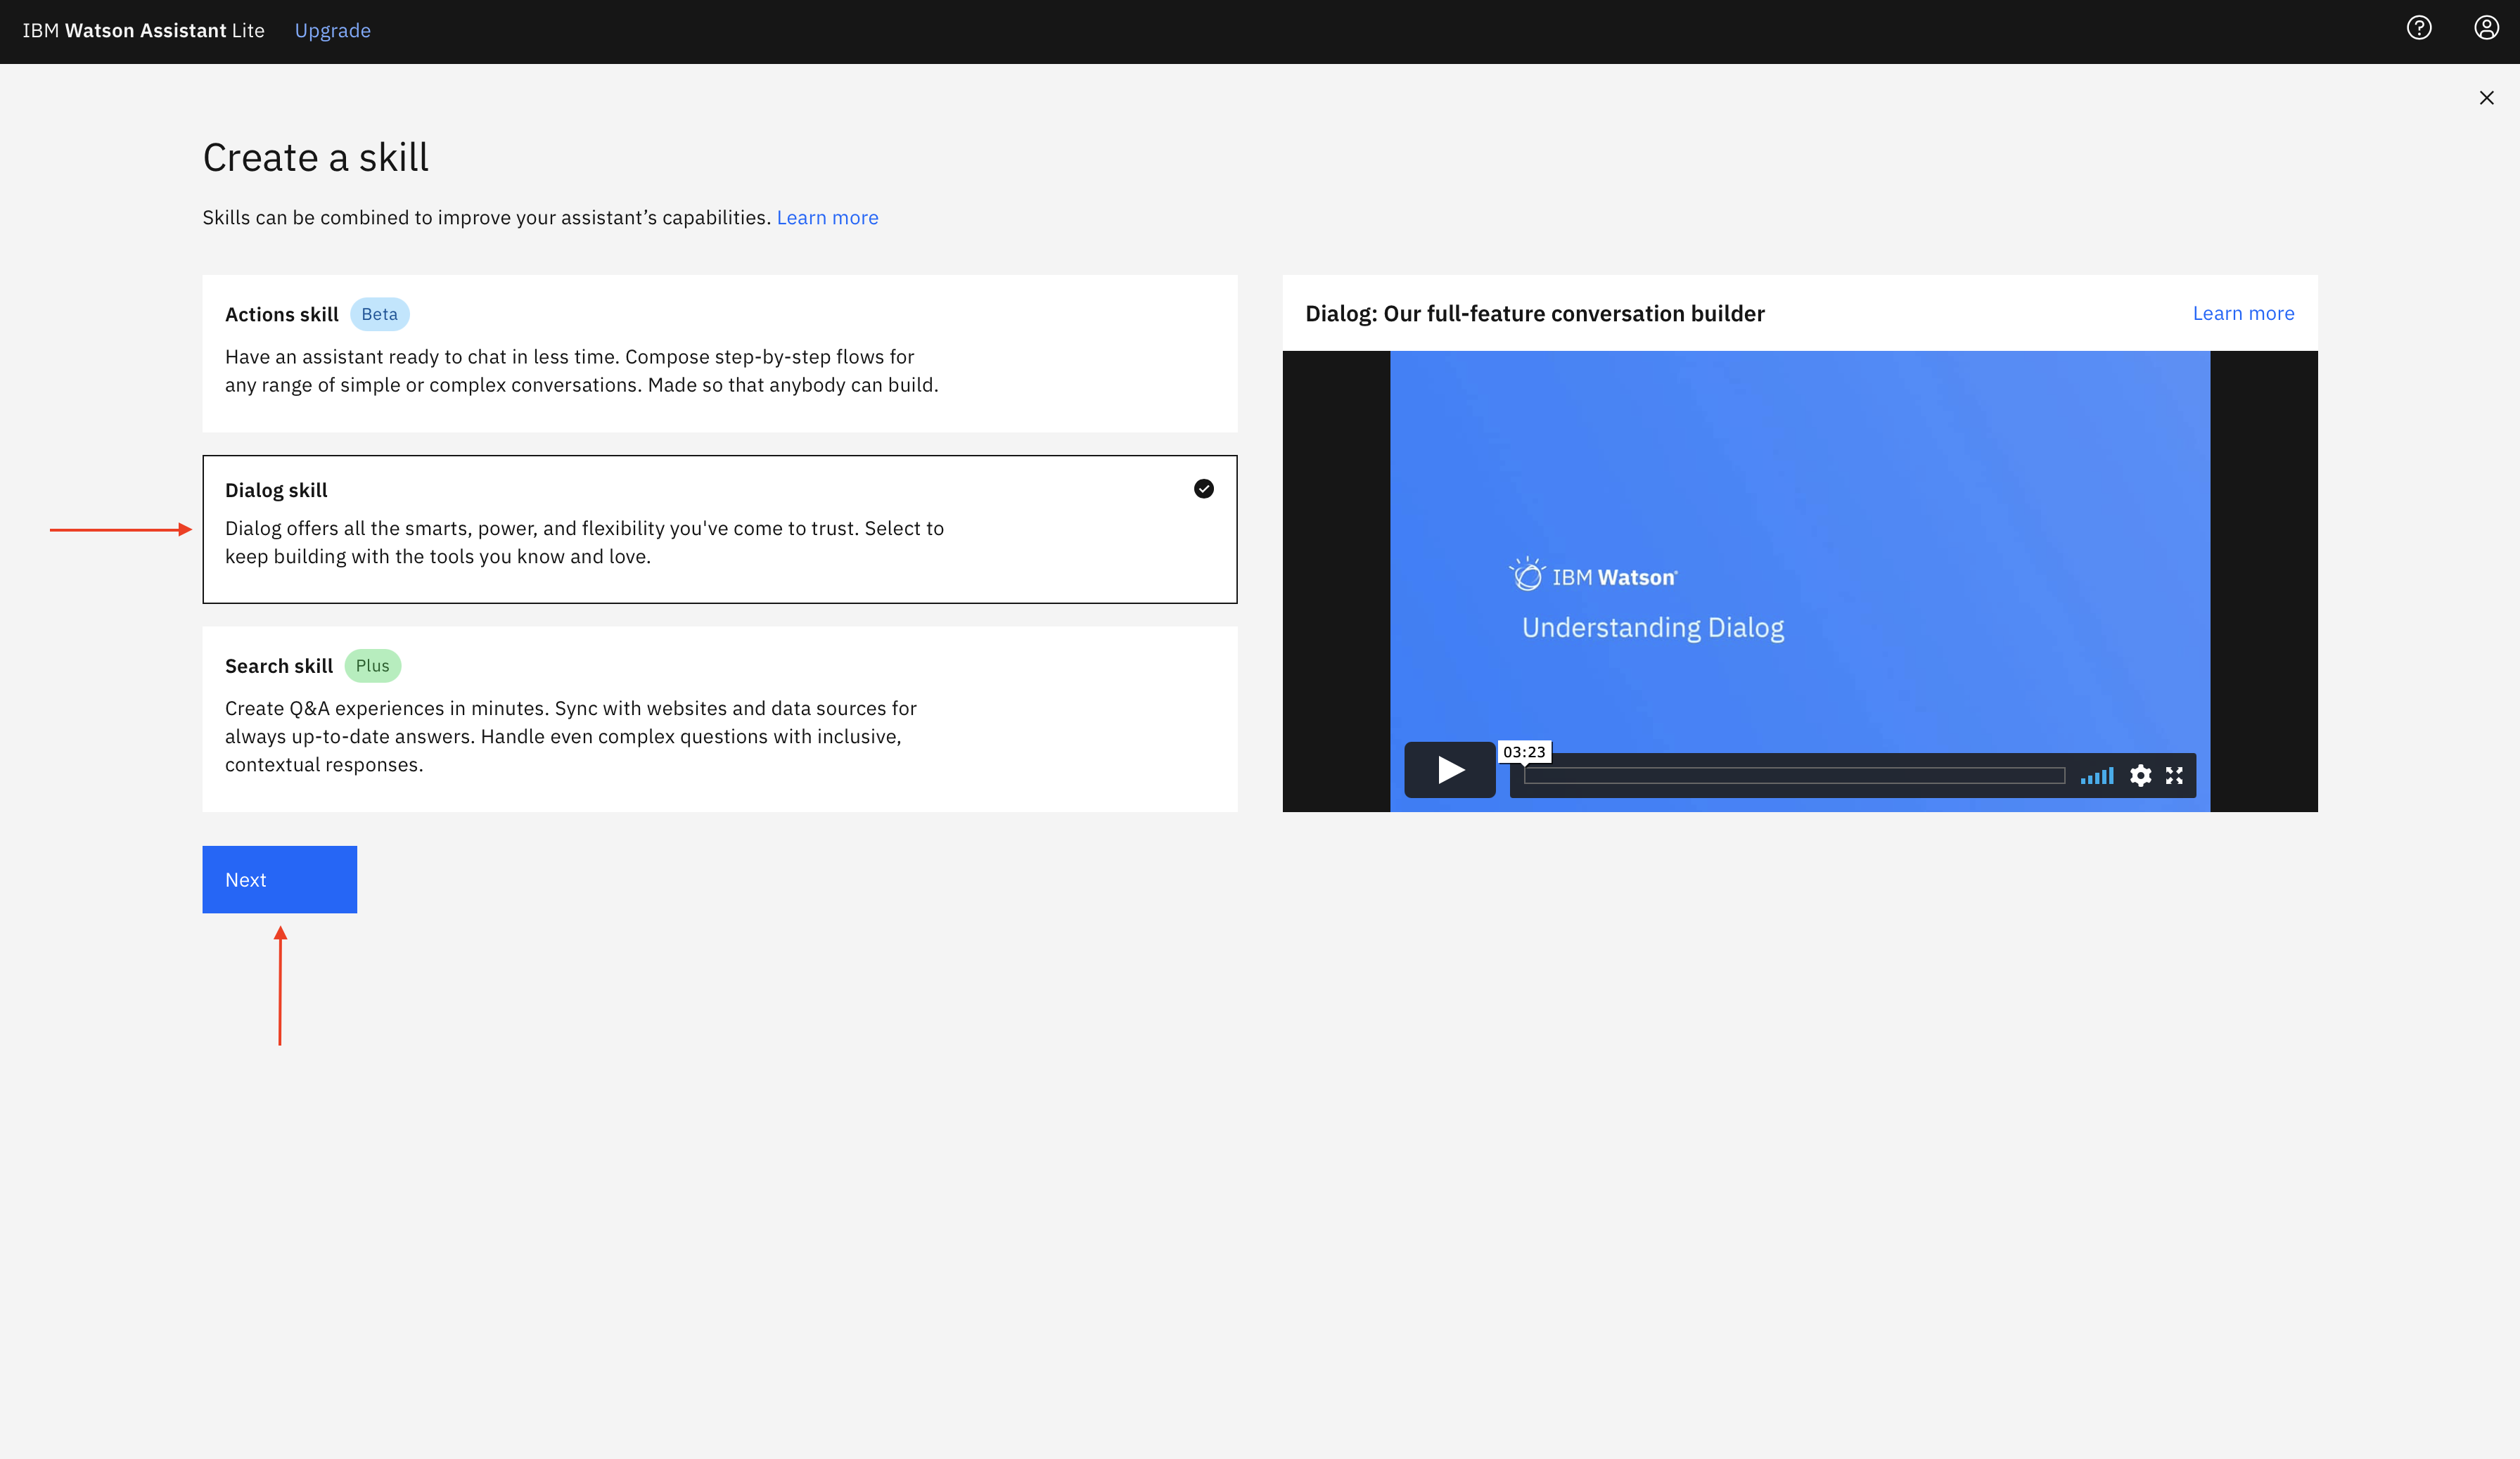 IBM Watson Assistant Lite Upgrade
Create a skill
Skills can be combined to improve your assistant’s capabilities. Learn more
Actions skill Beta
Have an assistant ready to chat in less time. Compose step-by-step flows for
any range of simple or complex conversations. Made so that anybody can build.
Dialog skill
Dialog offers all the smarts, power, and flexibility you've come to trust. Select to
keep building with the tools you know and love.
Search skill Plus
Create Q&A experiences in minutes. Sync with websites and data sources for
always up-to-date answers. Handle even complex questions with inclusive,
contextual responses.
Next
Dialog: Our full-feature conversation builder Learn more
IBM Watson
Understanding Dialog
03:23